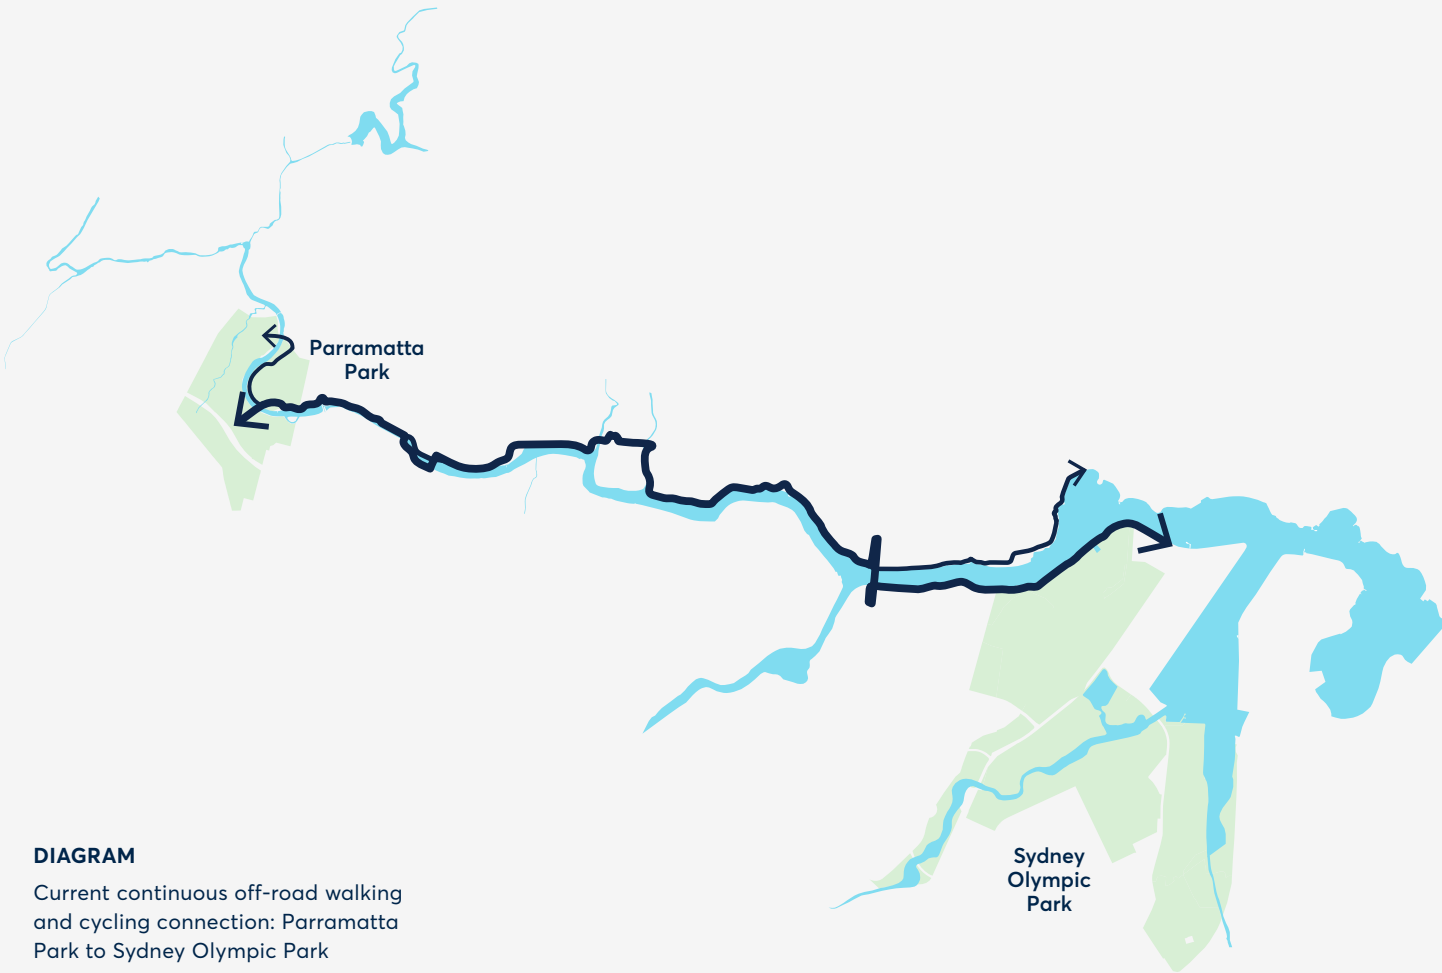 Parramatta
Park
Sydney
Olympic
Park
DIAGRAM
Current continuous off-road walking
and cycling connection: Parramatta
Park to Sydney Olympic Park